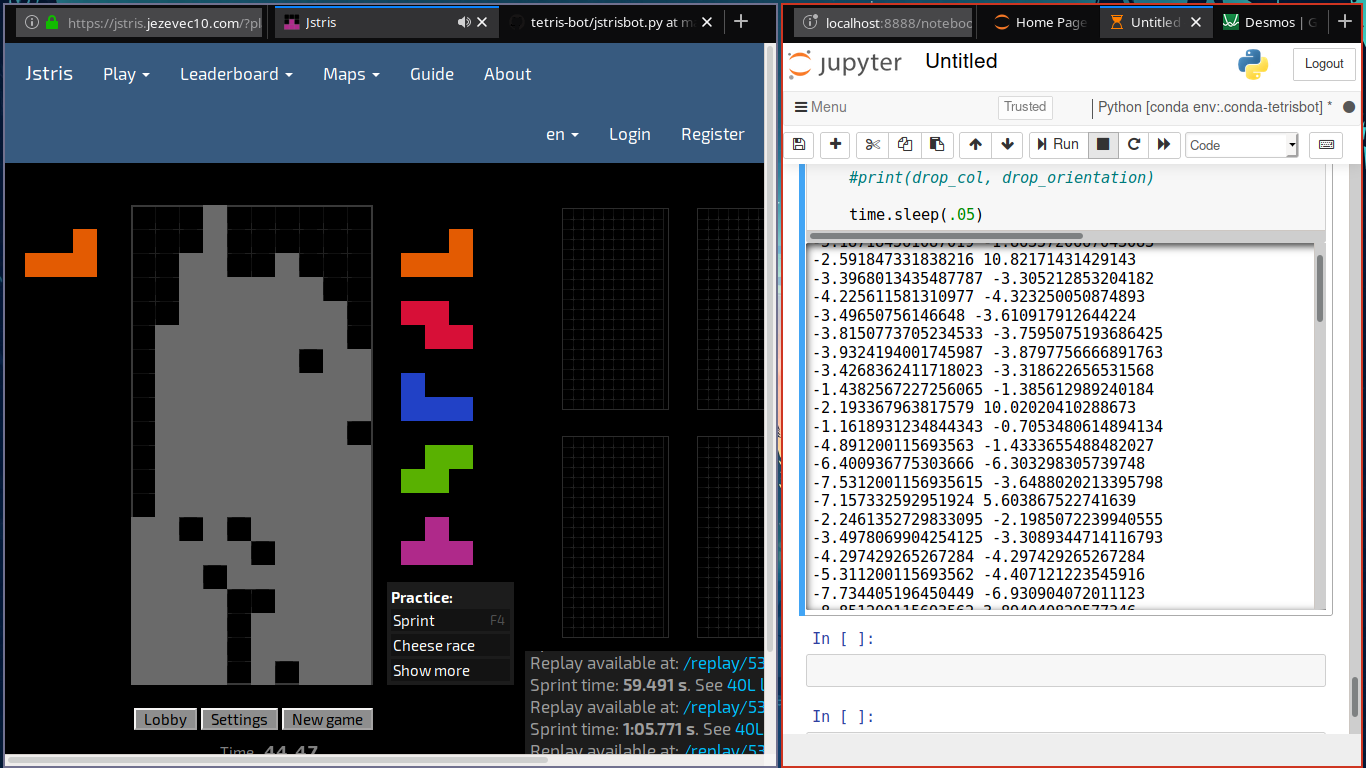 https://jstris.jezevec10.com/?pl
Jstris
tetris-bot/jstrisbot.py at ma
Jstris
Play
Leaderboard
Maps
Guide
About
en
Login
Register
Practice:
Sprint F4
Cheese race
Show more
Lobby
Settings
New game
Time 44.47
Replay available at: /replay/53
Sprint time: 59.491 s. See 40L l
Replay available at: /replay/53
Sprint time: 1:05.771 s. See 40L
Replay available at: /replay/53
localhost:8888/noteboo
Home Page
Untitled
Desmos | G
jupyter Untitled
Logout
Menu
Trusted
Python [conda env:.conda-tetrisbot] *
Run
Code
#print(drop_col, drop_orientation)
time.sleep(.05)
-2.591847331838216 10.82171431429143
-3.3968013435487787 -3.305212853204182
-4.225611581310977 -4.323250050874893
-3.49650756146648 -3.610917912644224
-3.8150773705234533 -3.7595075193686425
-3.9324194001745987 -3.8797756666891763
-3.4268362411718023 -3.318622656531568
-1.4382567227256065 -1.385612989240184
-2.193367963817579 10.02020410288673
-1.1618931234844343 -0.7053480614894134
-4.891200115693563 -1.4333655488482027
-6.400936775303666 -6.303298305739748
-7.5312001156935615 -3.6488020213395798
-7.157332592951924 5.603867522741639
-2.2461352729833095 -2.1985072239940555
-3.4978069904254125 -3.3089344714116793
-4.297429265267284 -4.297429265267284
-5.311200115693562 -4.407121223545916
-7.734405196450449 -6.930904072011123
In [ ]:
In [ ]: